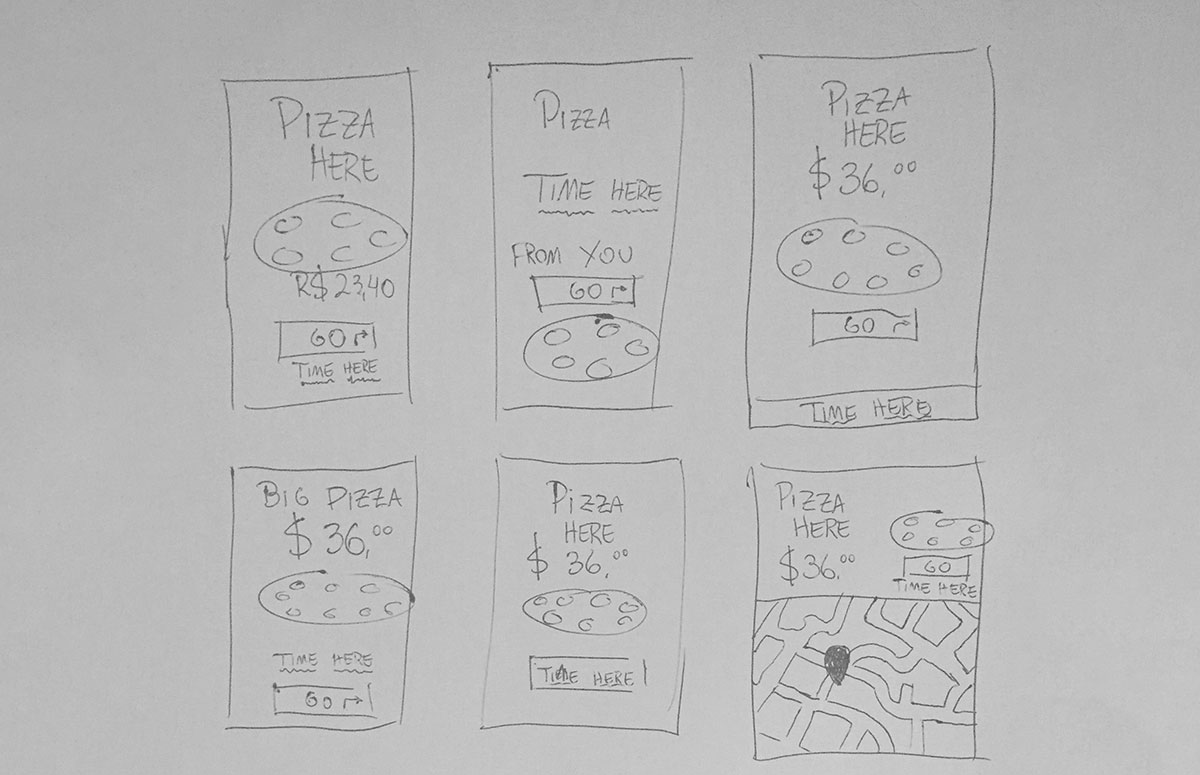 PIZZA
HERE
R$ 23,40
GO
TIME HERE
PIZZA
TIME HERE
FROM YOU
GO
PIZZA
HERE
$ 36,00
GO
TIME HERE
BIG PIZZA
$ 36,00
TIME HERE
GO
PIZZA
HERE
$ 36,00
TIME HERE
PIZZA
HERE
$36,00
GO
TIME HERE